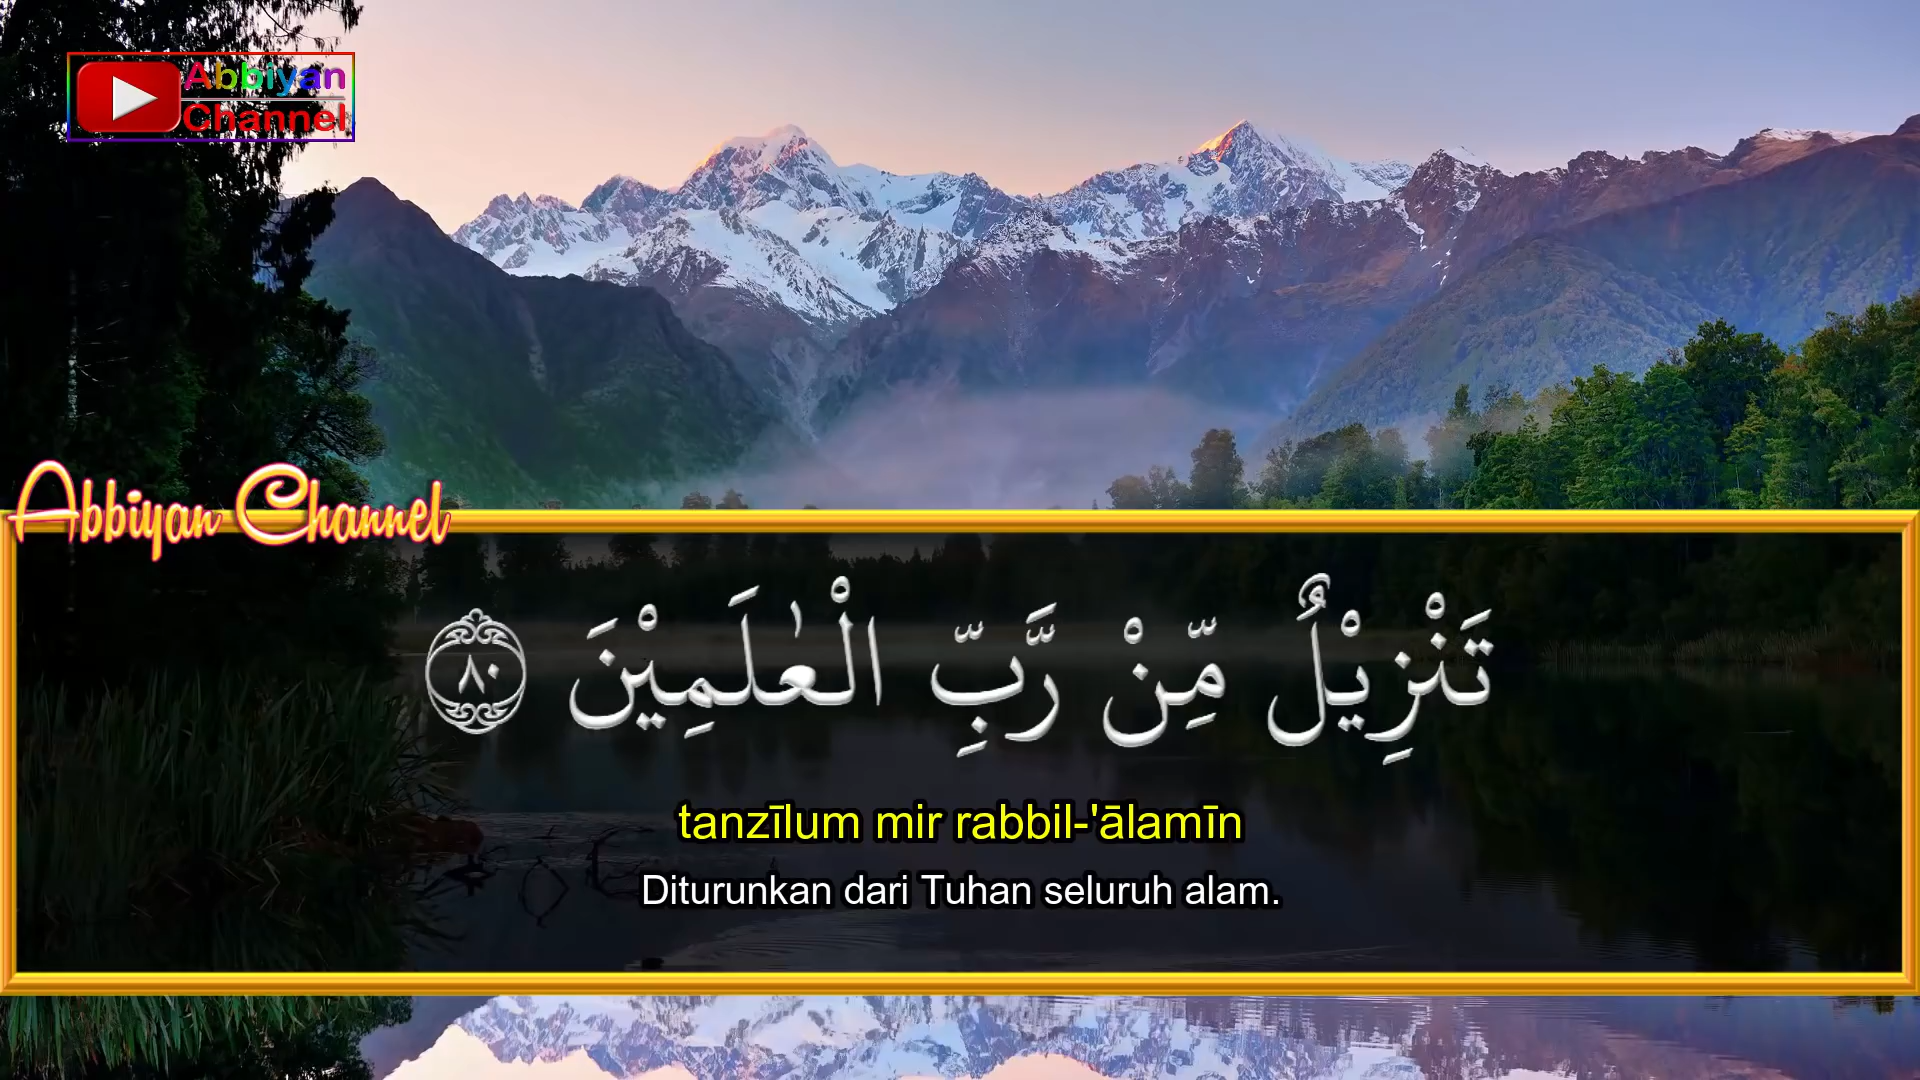 Abbiyan
Channel
Abbiyan Channel
تَنْزِيْلٌ مِّنْ رَّبِّ الْعٰلَمِيْنَ ۝٨٠
tanzīlum mir rabbil-'ālamīn
Diturunkan dari Tuhan seluruh alam.